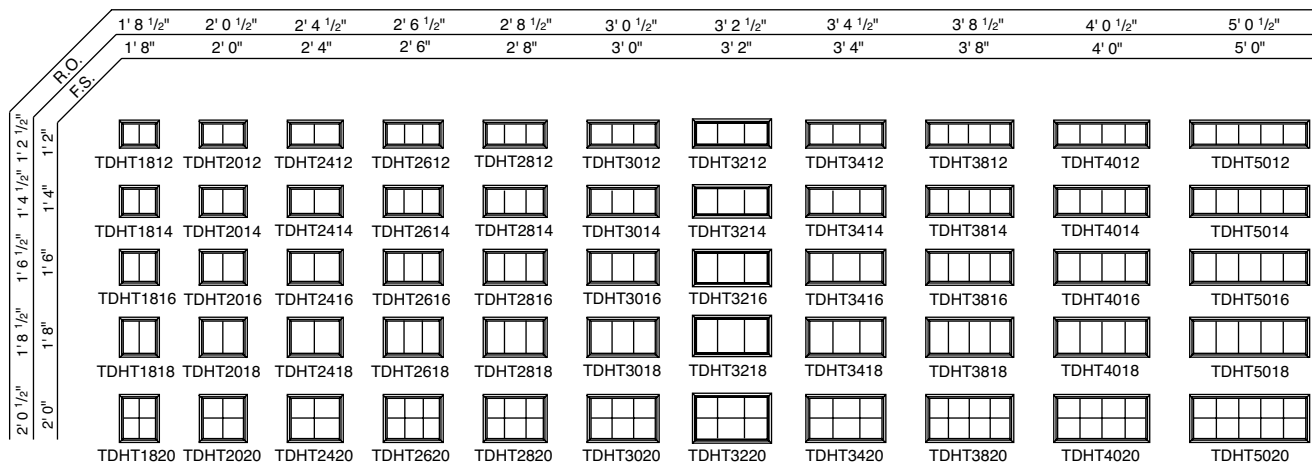 1' 8 1/2" 2' 0 1/2" 2' 4 1/2" 2' 6 1/2" 2' 8 1/2" 3' 0 1/2" 3' 2 1/2" 3' 4 1/2" 3' 8 1/2" 4' 0 1/2" 5' 0 1/2"
1' 8" 2' 0" 2' 4" 2' 6" 2' 8" 3' 0" 3' 2" 3' 4" 3' 8" 4' 0" 5' 0"
R.O.
F.S.
1' 2 1/2" 1' 2"
TDHT1812 TDHT2012 TDHT2412 TDHT2612 TDHT2812 TDHT3012 TDHT3212 TDHT3412 TDHT3812 TDHT4012 TDHT5012
1' 4 1/2" 1' 4"
TDHT1814 TDHT2014 TDHT2414 TDHT2614 TDHT2814 TDHT3014 TDHT3214 TDHT3414 TDHT3814 TDHT4014 TDHT5014
1' 6 1/2" 1' 6"
TDHT1816 TDHT2016 TDHT2416 TDHT2616 TDHT2816 TDHT3016 TDHT3216 TDHT3416 TDHT3816 TDHT4016 TDHT5016
1' 8 1/2" 1' 8"
TDHT1818 TDHT2018 TDHT2418 TDHT2618 TDHT2818 TDHT3018 TDHT3218 TDHT3418 TDHT3818 TDHT4018 TDHT5018
2' 0 1/2" 2' 0"
TDHT1820 TDHT2020 TDHT2420 TDHT2620 TDHT2820 TDHT3020 TDHT3220 TDHT3420 TDHT3820 TDHT4020 TDHT5020